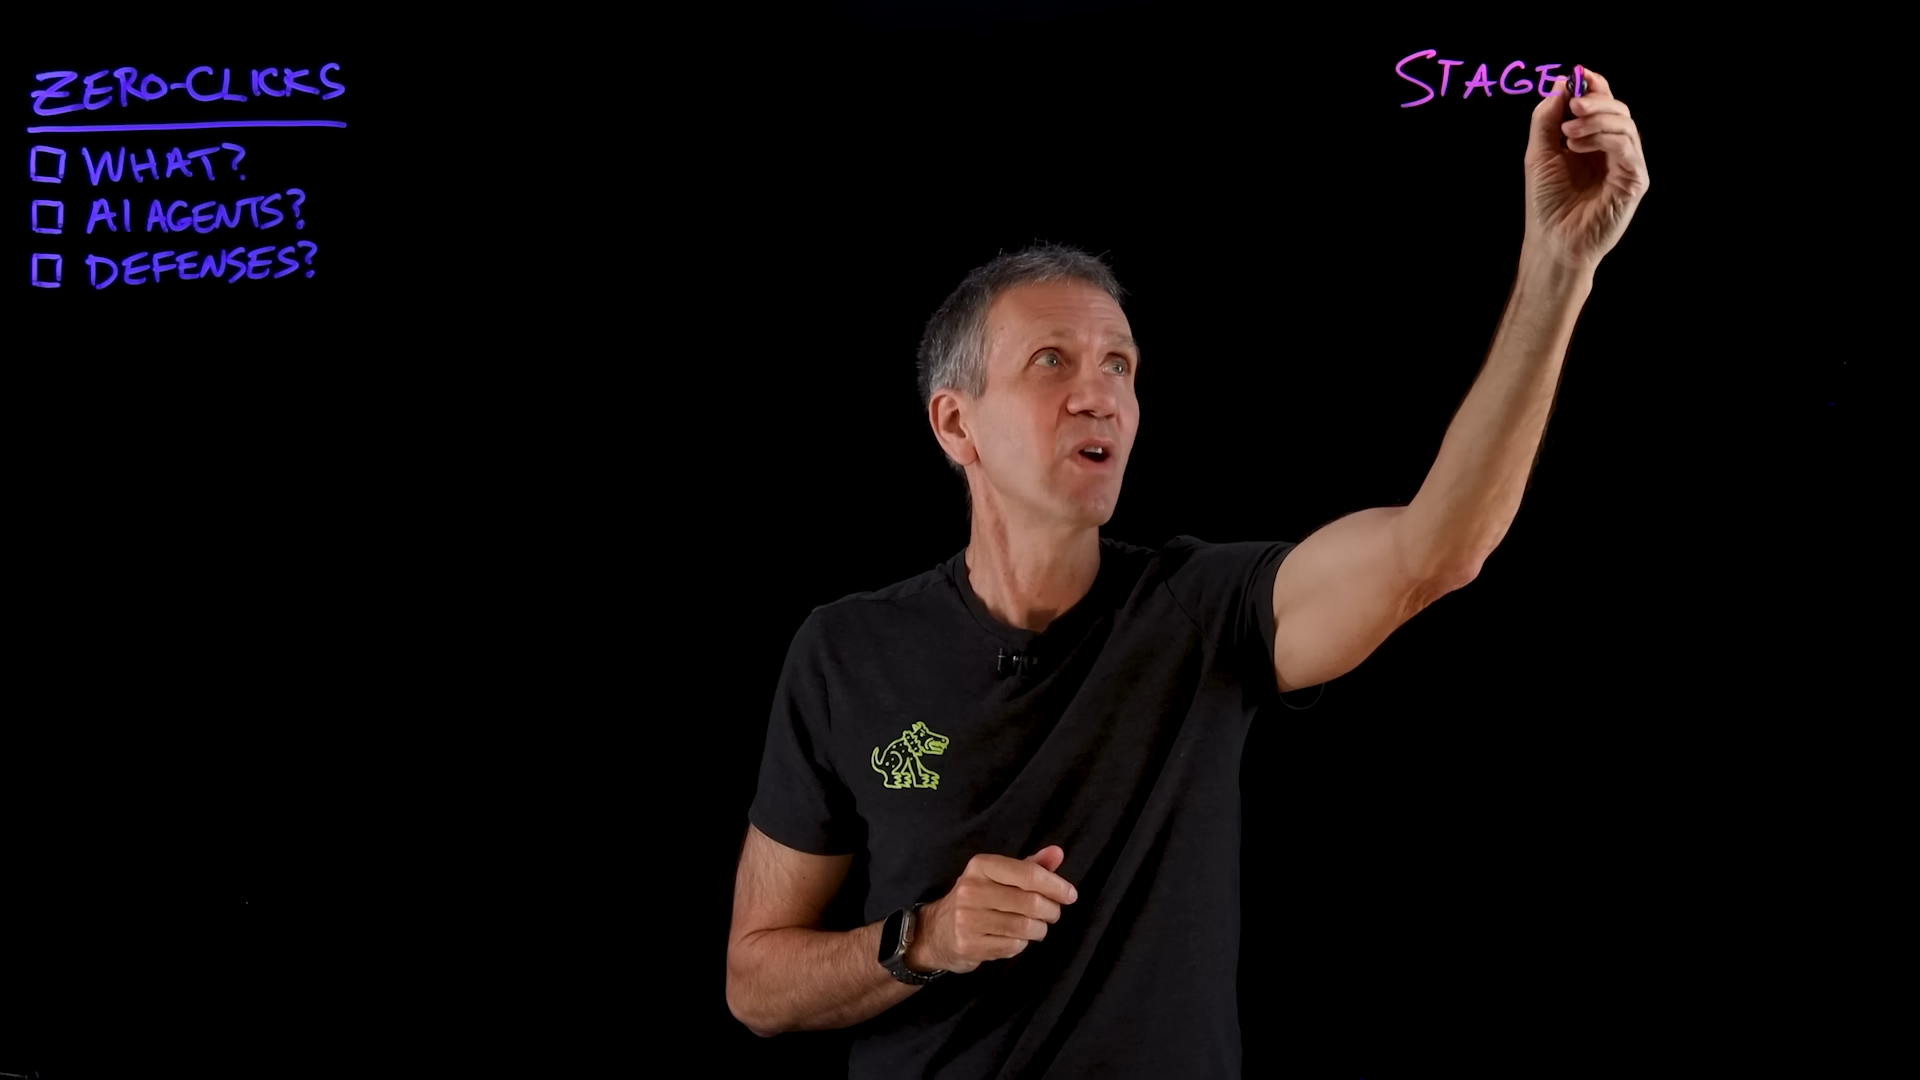 ZERO-CLICKS
WHAT?
AI AGENTS?
DEFENSES?
STAGE